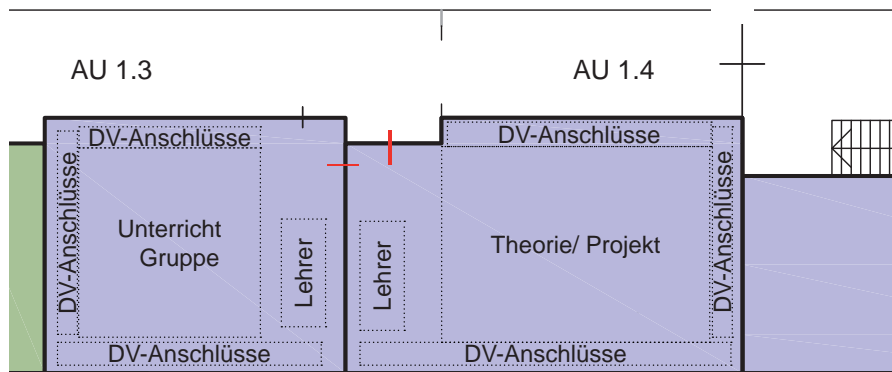 AU 1.3
AU 1.4
DV-Anschlüsse
DV-Anschlüsse
DV-Anschlüsse
Unterricht
Gruppe
Lehrer
Lehrer
Theorie/ Projekt
DV-Anschlüsse
DV-Anschlüsse
DV-Anschlüsse